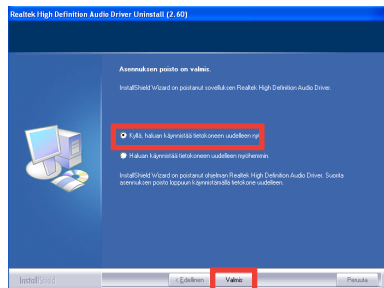 Realtek High Definition Audio Driver Uninstall (2.60)
Asennuksen poisto on valmis.
InstallShield Wizard on poistanut sovelluksen Realtek High Definition Audio Driver.
Kyllä, haluan käynnistää tietokoneen uudelleen nyt
Haluan käynnistää tietokoneen uudelleen myöhemmin.
InstallShield Wizard on poistanut ohjelman Realtek High Definition Audio Driver. Suorita
asennuksen poisto loppuun käynnistämällä tietokone uudelleen.
InstallShield
< Edellinen
Valmis
Peruuta